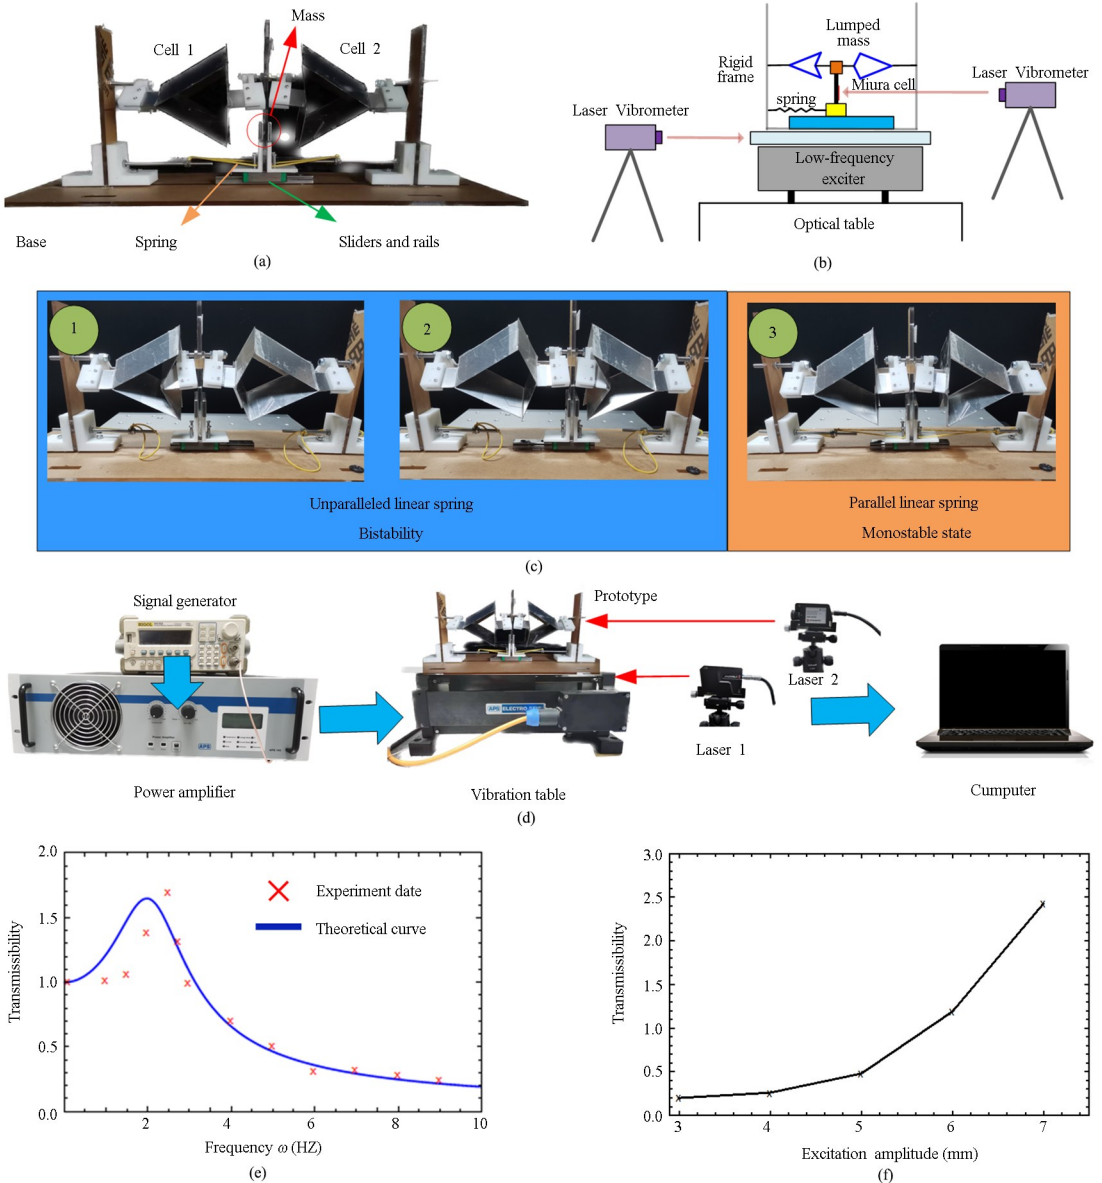 Mass
Cell 1
Cell 2
Base
Spring
Sliders and rails
(a)
Lumped
mass
Rigid
frame
Miura cell
spring
Laser Vibrometer
Laser Vibrometer
Low-frequency
exciter
Optical table
(b)
1
2
3
Unparalleled linear spring
Bistability
Parallel linear spring
Monostable state
(c)
Signal generator
Prototype
Laser 2
Laser 1
Power amplifier
Vibration table
Cumputer
(d)
2.0
1.5
1.0
0.5
0.0
Transmissibility
Experiment date
Theoretical curve
2
4
6
8
10
Frequency ω (HZ)
(e)
3.0
2.5
2.0
1.5
1.0
0.5
0.0
Transmissibility
3
4
5
6
7
Excitation amplitude (mm)
(f)